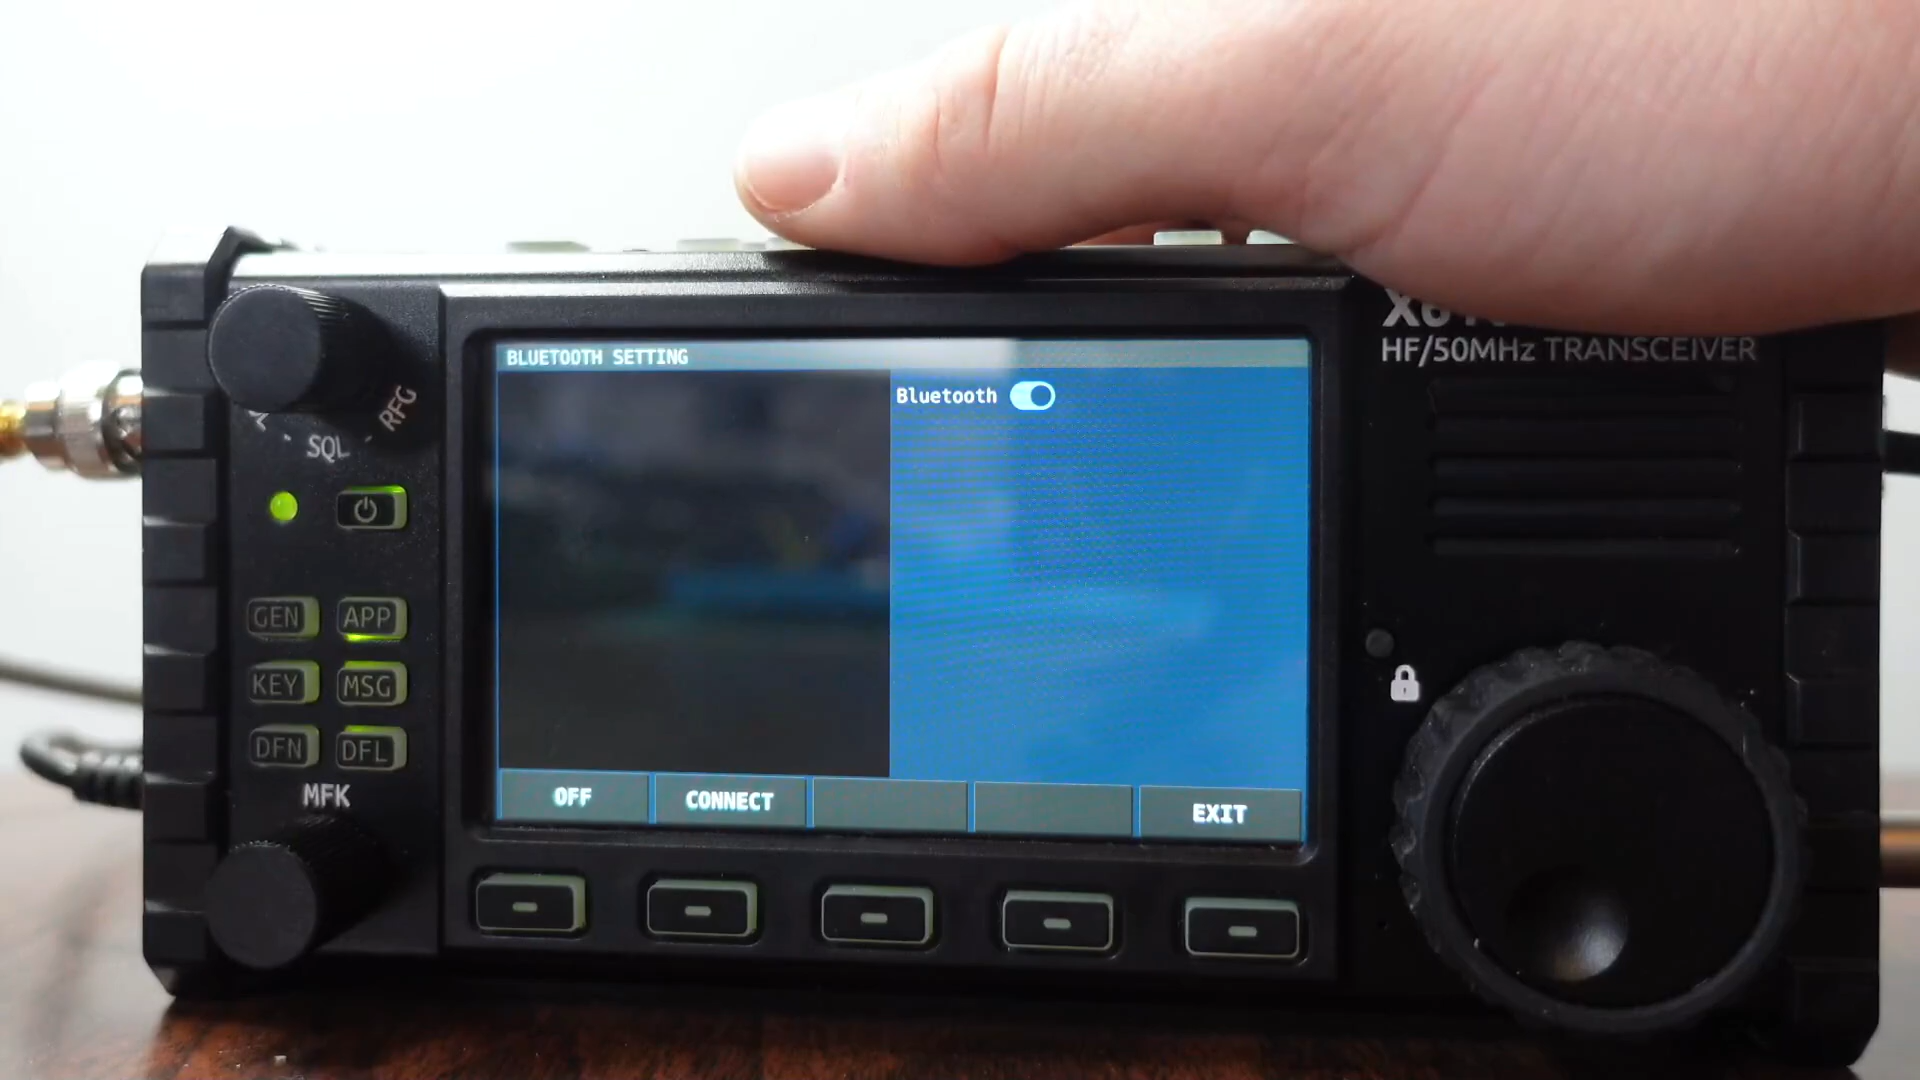 HF/50MHz TRANSCEIVER
BLUETOOTH SETTING
Bluetooth
RFG
SQL
GEN
APP
KEY
MSG
DFN
DFL
MFK
OFF
CONNECT
EXIT